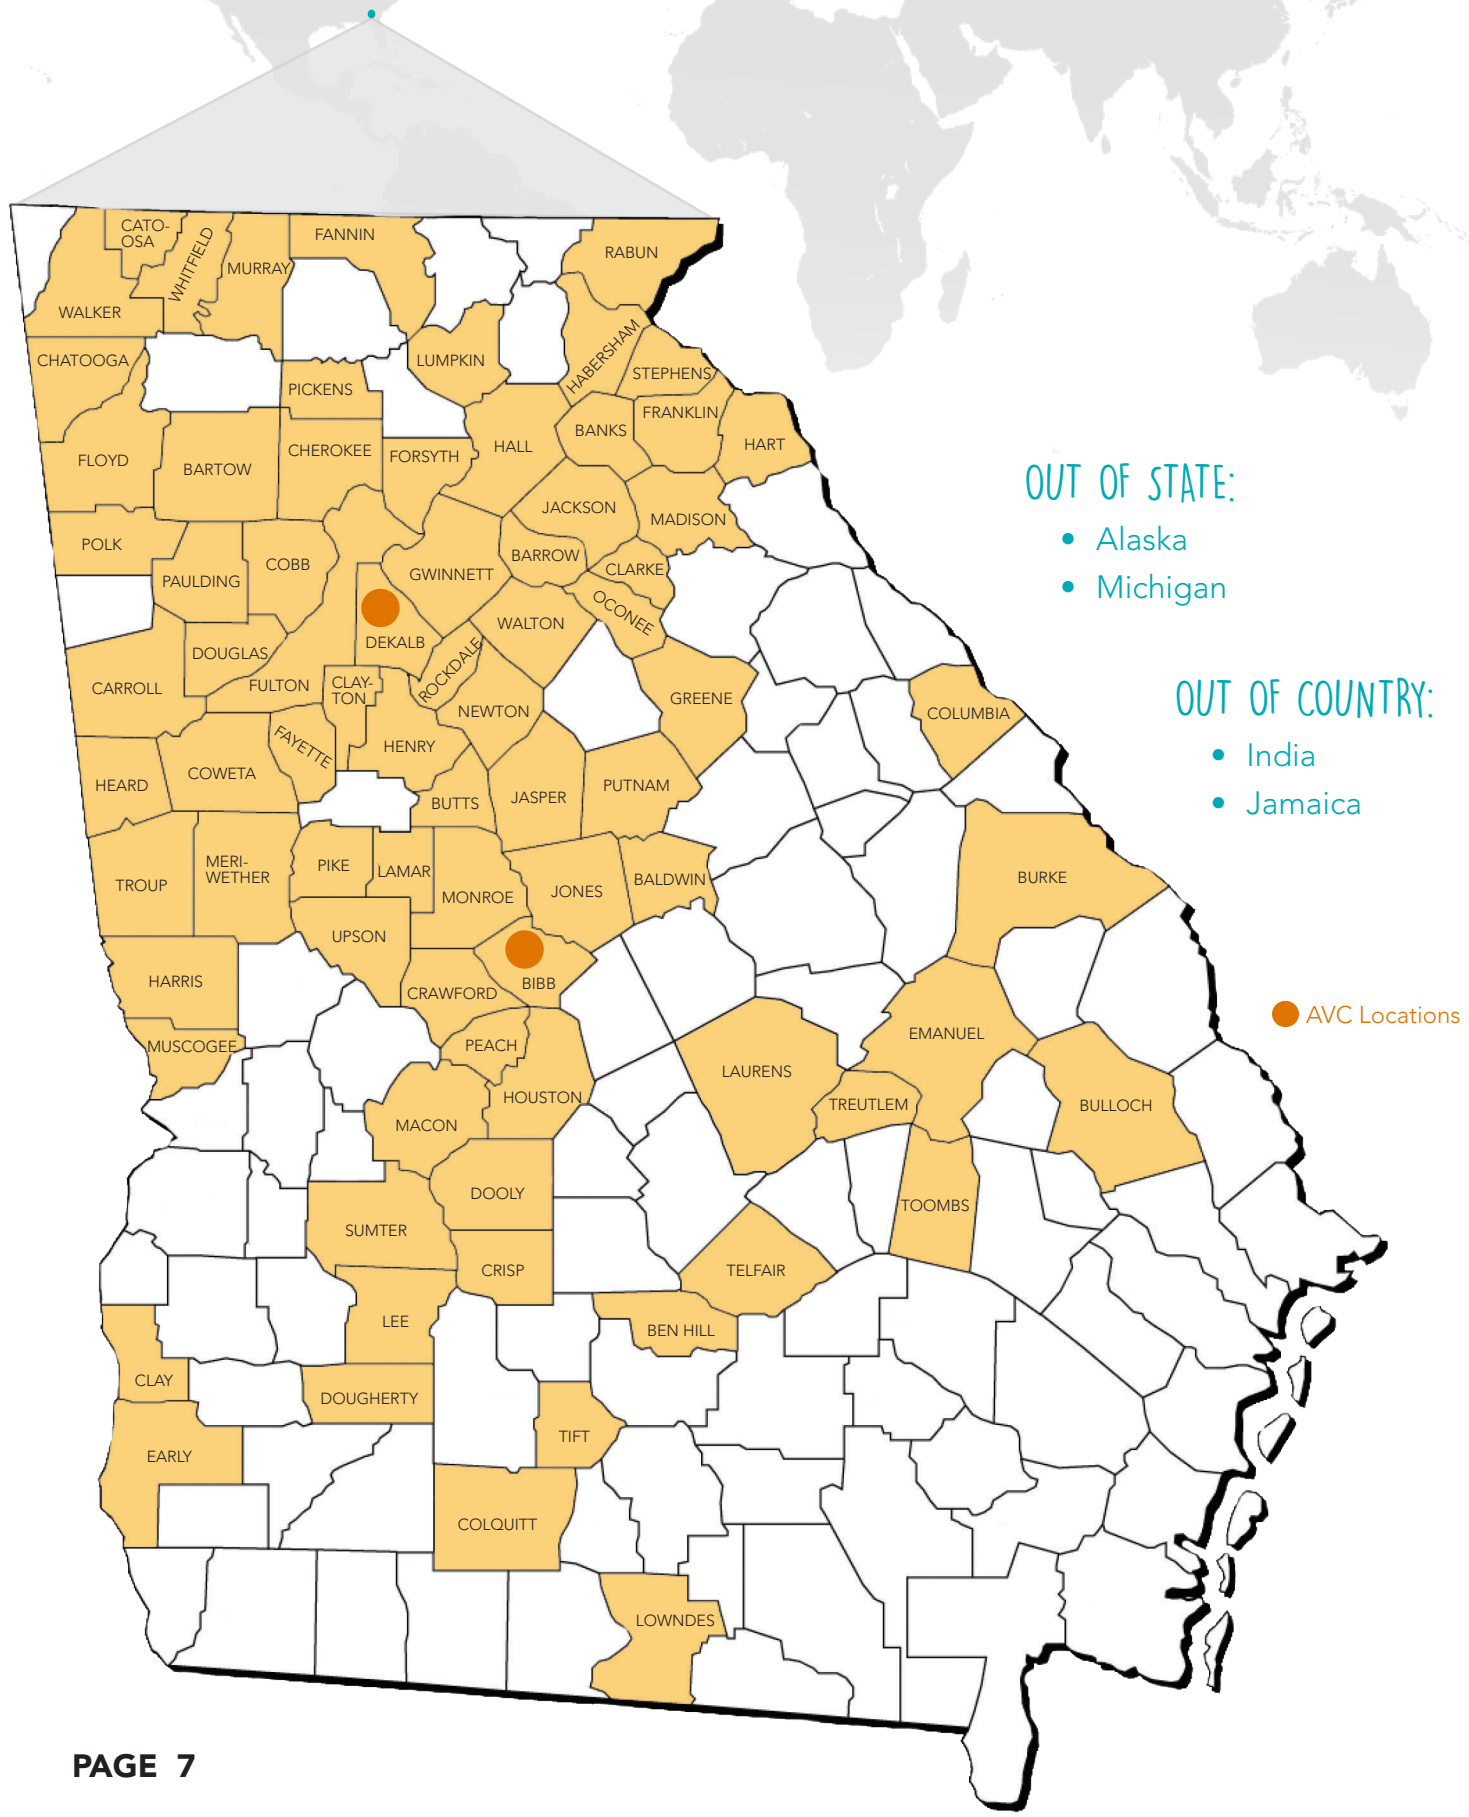 CATO-
OSA
WHITFIELD
MURRAY
FANNIN
RABUN
WALKER
CHATOOGA
LUMPKIN
HABERSHAM
STEPHENS
PICKENS
FRANKLIN
BANKS
HART
FLOYD
BARTOW
CHEROKEE
FORSYTH
HALL
JACKSON
MADISON
POLK
PAULDING
COBB
GWINNETT
BARROW
CLARKE
OCONEE
WALTON
DEKALB
DOUGLAS
ROCKDALE
CARROLL
FULTON
CLAY-
TON
NEWTON
GREENE
COLUMBIA
FAYETTE
HENRY
HEARD
COWETA
BUTTS
JASPER
PUTNAM
TROUP
MERI-
WETHER
PIKE
LAMAR
MONROE
JONES
BALDWIN
BURKE
UPSON
HARRIS
CRAWFORD
BIBB
MUSCOGEE
PEACH
EMANUEL
LAURENS
HOUSTON
TREUTLEM
BULLOCH
MACON
DOOLY
TOOMBS
SUMTER
CRISP
TELFAIR
LEE
BEN HILL
CLAY
DOUGHERTY
EARLY
TIFT
COLQUITT
LOWNDES
OUT OF STATE:
• Alaska
• Michigan
OUT OF COUNTRY:
• India
• Jamaica
AVC Locations
PAGE 7